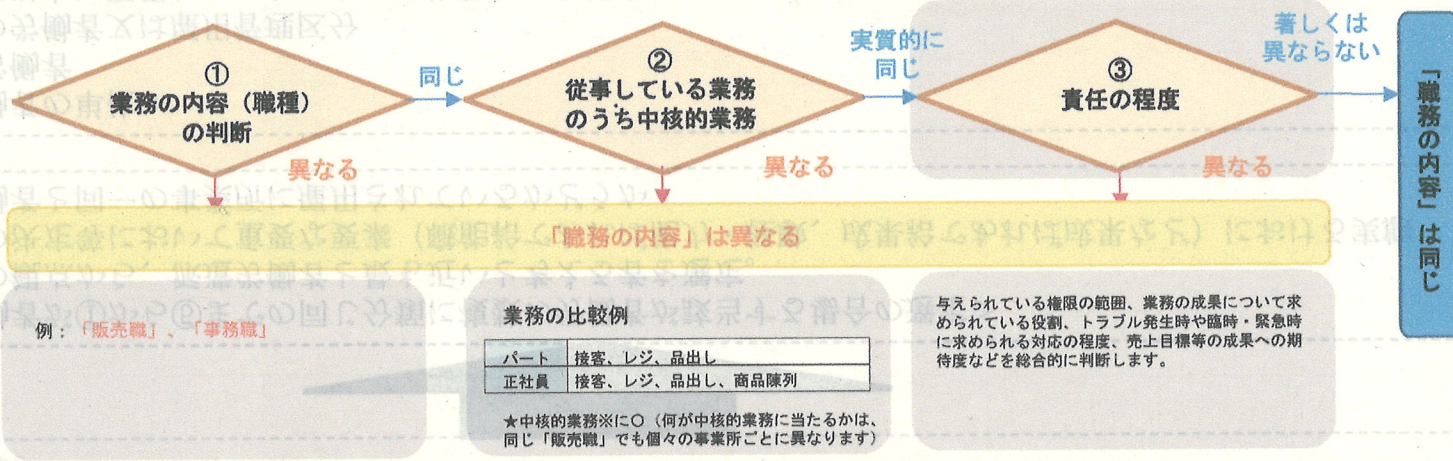 ①
業務の内容（職種）
の判断
同じ
異なる
②
従事している業務
のうち中核的業務
実質的に
同じ
異なる
③
責任の程度
著しくは
異ならない
異なる
「職務の内容」は同じ
「職務の内容」は異なる
例：「販売職」、「事務職」
業務の比較例
パート 接客、レジ、品出し
正社員 接客、レジ、品出し、商品陳列
★中核的業務※に○（何が中核的業務に当たるかは、
同じ「販売職」でも個々の事業所ごとに異なります）
与えられている権限の範囲、業務の成果について求
められている役割、トラブル発生時や臨時・緊急時
に求められる対応の程度、売上目標等の成果への期
待度などを総合的に判断します。